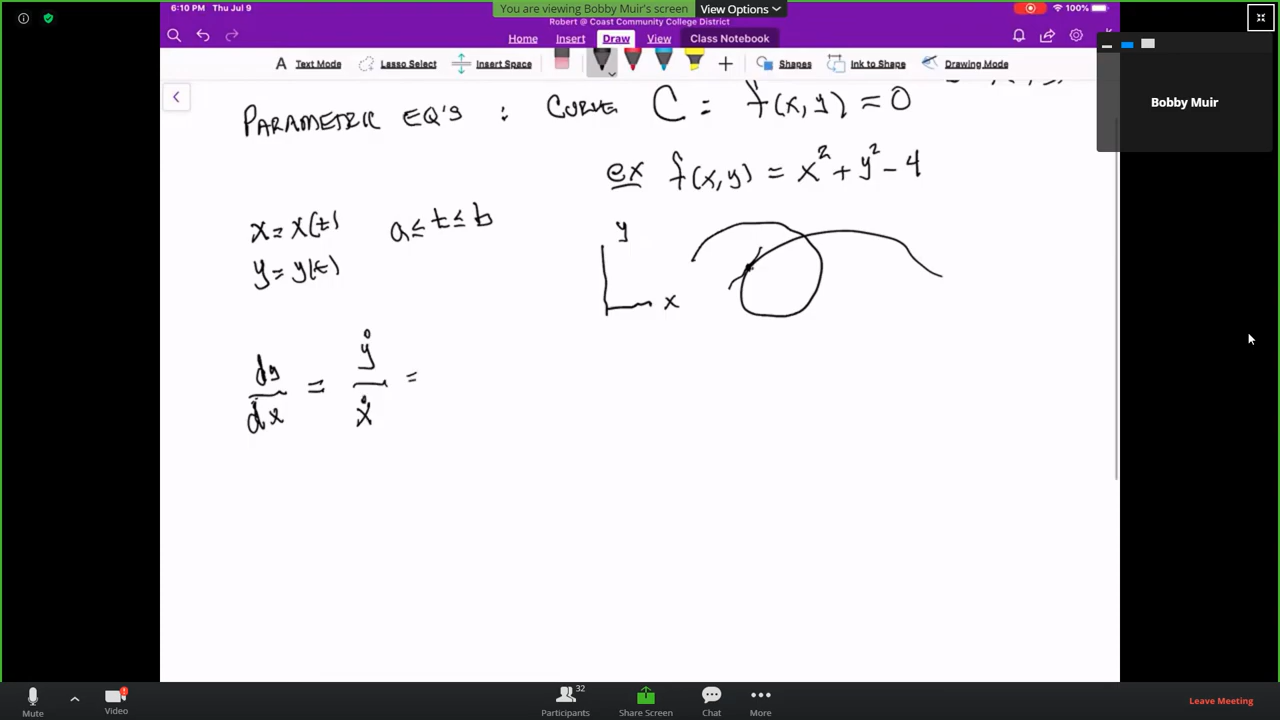 You are viewing Bobby Muir's screen
View Options
6:10 PM Thu Jul 9
100%
Robert @ Coast Community College District
Home Insert Draw View Class Notebook
A Text Mode Lasso Select Insert Space Shapes Ink to Shape Drawing Mode
Bobby Muir
PARAMETRIC EQ'S : CURVE C = f(x,y) = 0
ex f(x,y) = x² + y² - 4
x = x(t) a ≤ t ≤ b
y = y(t)
y
x
dy/dx = ẏ/ẋ =
Mute
Video
32
Participants
Share Screen
Chat
More
Leave Meeting